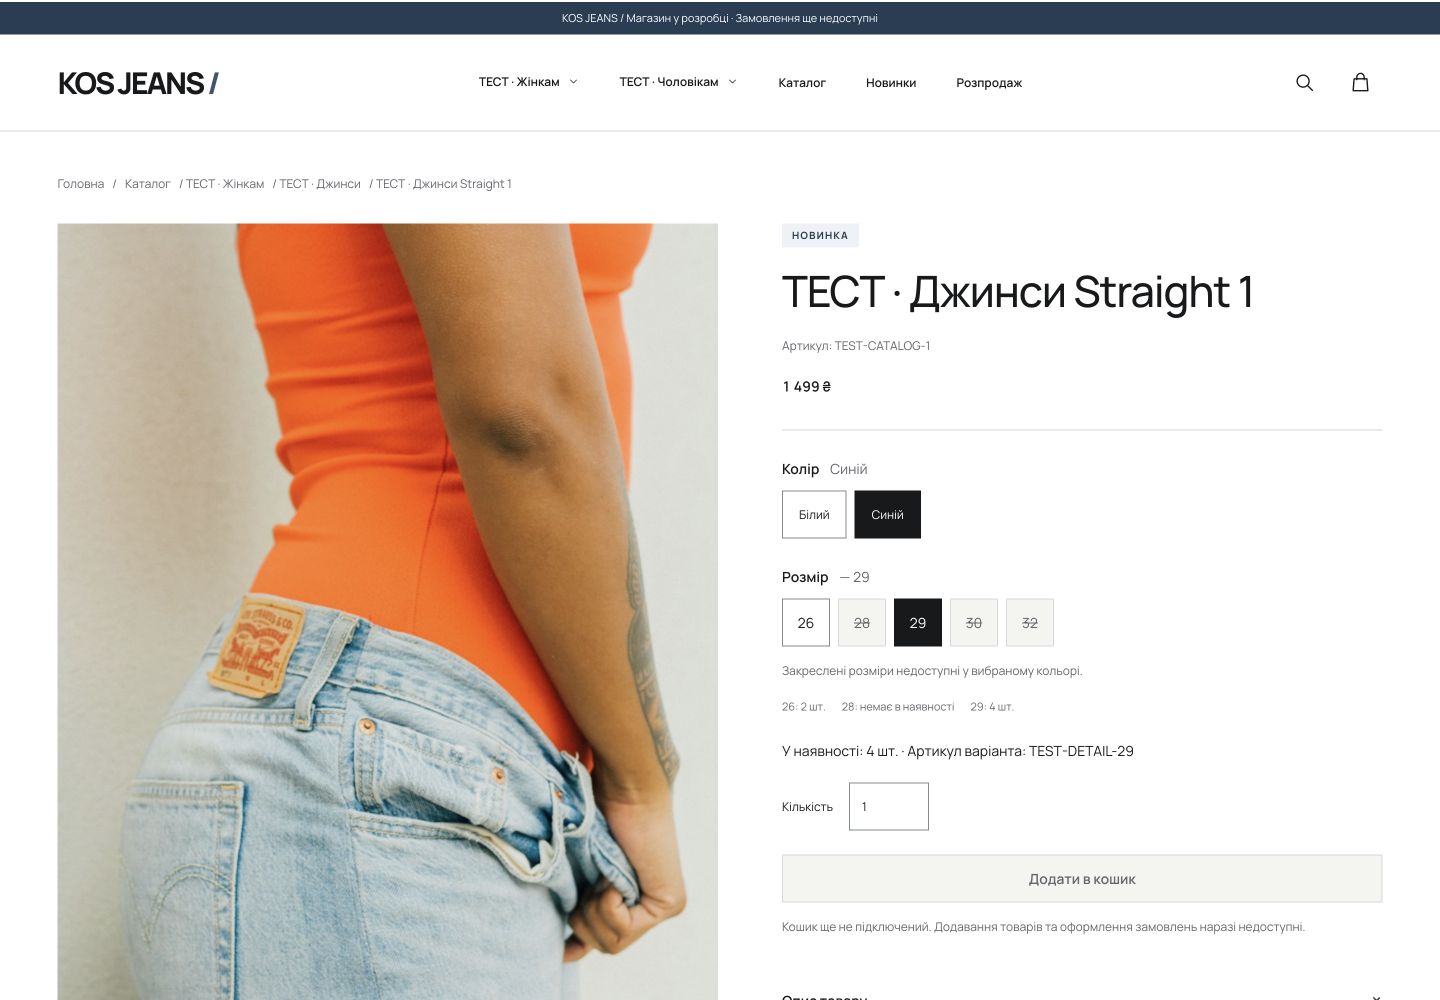 KOS JEANS / Магазин у розробці · Замовлення ще недоступні
KOS JEANS /
ТЕСТ · Жінкам
ТЕСТ · Чоловікам
Каталог
Новинки
Розпродаж
Головна / Каталог / ТЕСТ · Жінкам / ТЕСТ · Джинси / ТЕСТ · Джинси Straight 1
НОВИНКА
ТЕСТ · Джинси Straight 1
Артикул: TEST-CATALOG-1
1 499 ₴
Колір Синій
Білий
Синій
Розмір — 29
26
28
29
30
32
Закреслені розміри недоступні у вибраному кольорі.
26: 2 шт. 28: немає в наявності 29: 4 шт.
У наявності: 4 шт. · Артикул варіанта: TEST-DETAIL-29
Кількість 1
Додати в кошик
Кошик ще не підключений. Додавання товарів та оформлення замовлень наразі недоступні.
Опис товару